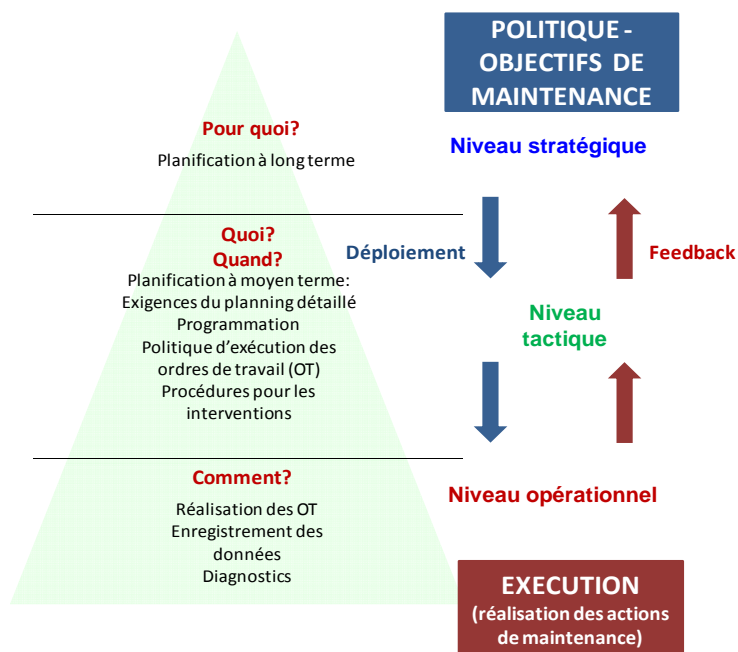 POLITIQUE -
OBJECTIFS DE
MAINTENANCE
Pour quoi?
Planification à long terme
Niveau stratégique
Quoi?
Quand?
Planification à moyen terme:
Exigences du planning détaillé
Programmation
Politique d'exécution des
ordres de travail (OT)
Procédures pour les
interventions
Déploiement
Feedback
Niveau
tactique
Comment?
Réalisation des OT
Enregistrement des
données
Diagnostics
Niveau opérationnel
EXECUTION
(réalisation des actions
de maintenance)